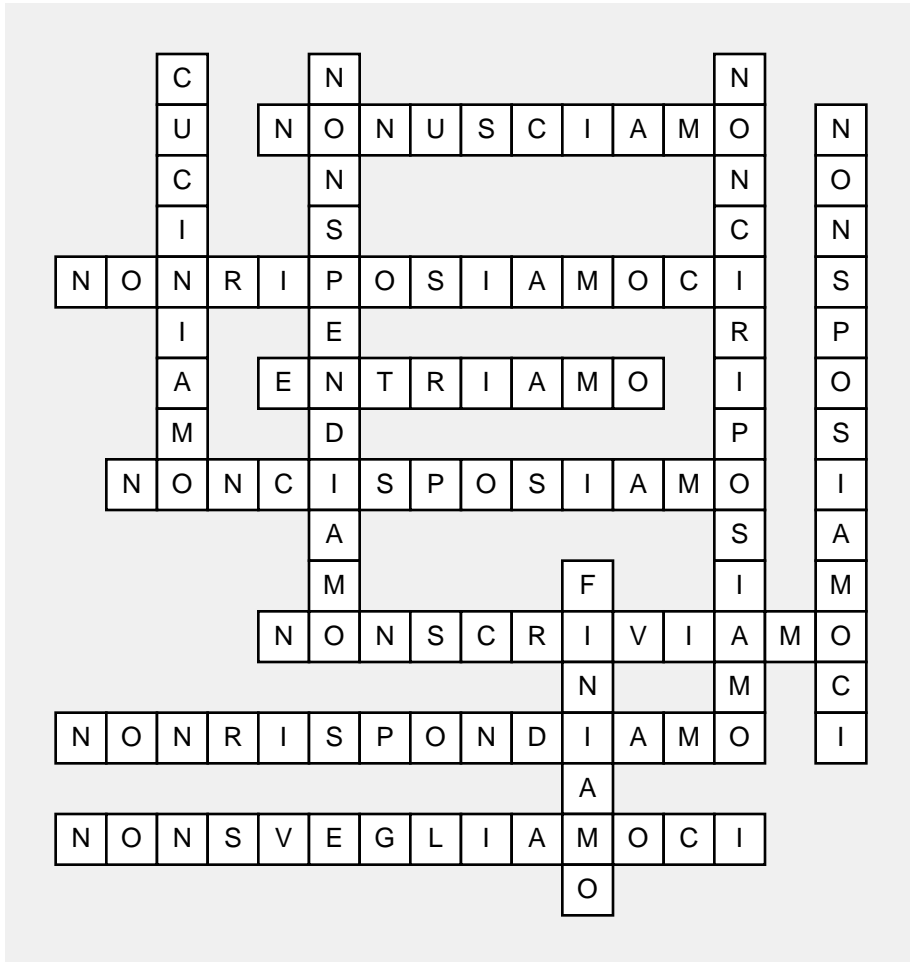 CUCINIAMO
NONSPENDIAMO
NONCIRIPOSIAMO
NONUSCIAMO
NONSPOSIAMOCI
NONRIPOSIAMOCI
ENTRIAMO
NONCISPOSIAMO
FINIAMO
NONSCRIVIAMO
NONRISPONDIAMO
NONSVEGLIAMOCI